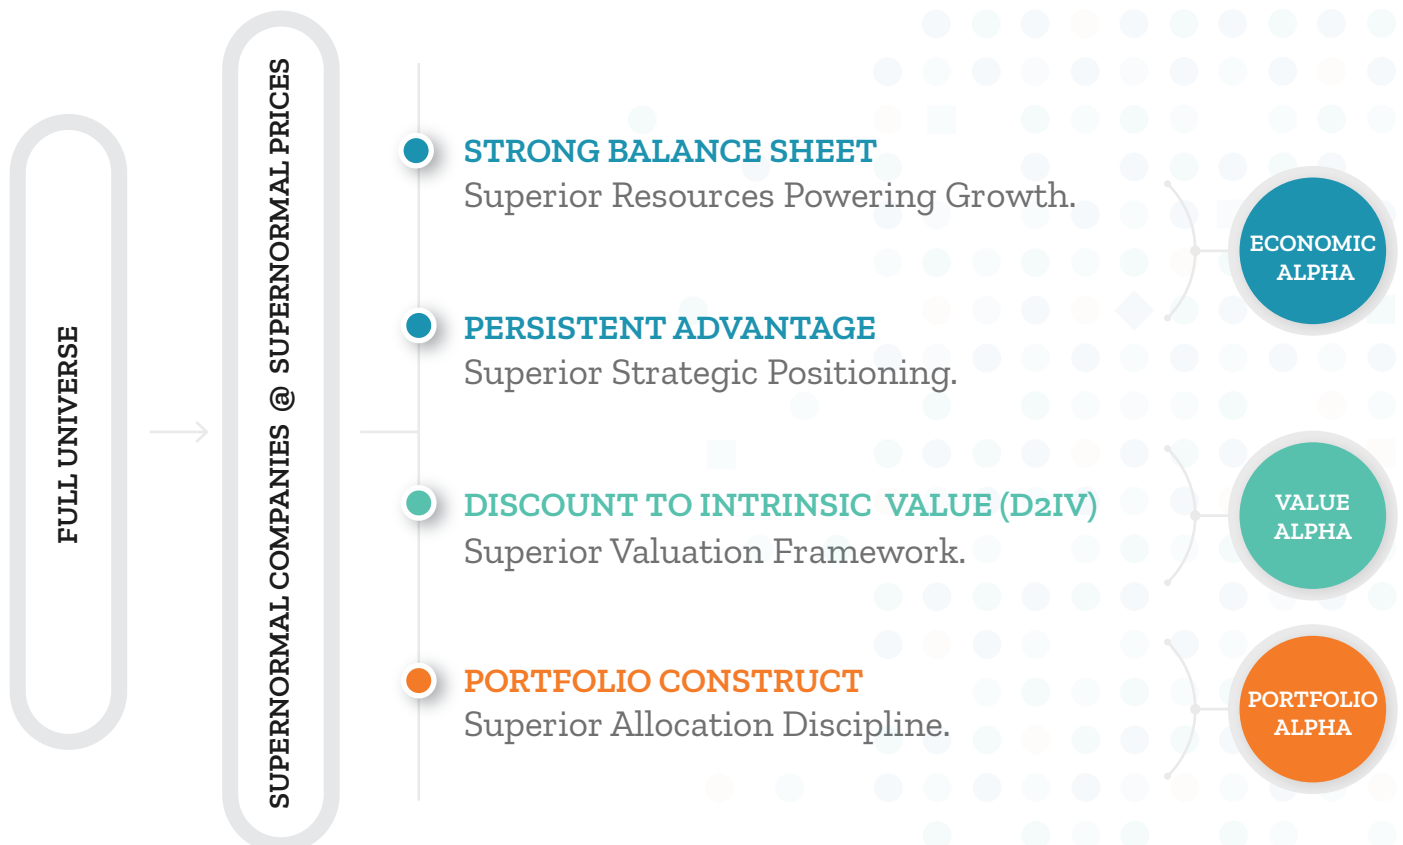 FULL UNIVERSE
SUPERNORMAL COMPANIES @ SUPERNORMAL PRICES
STRONG BALANCE SHEET
Superior Resources Powering Growth.
PERSISTENT ADVANTAGE
Superior Strategic Positioning.
DISCOUNT TO INTRINSIC VALUE (D2IV)
Superior Valuation Framework.
PORTFOLIO CONSTRUCT
Superior Allocation Discipline.
ECONOMIC
ALPHA
VALUE
ALPHA
PORTFOLIO
ALPHA